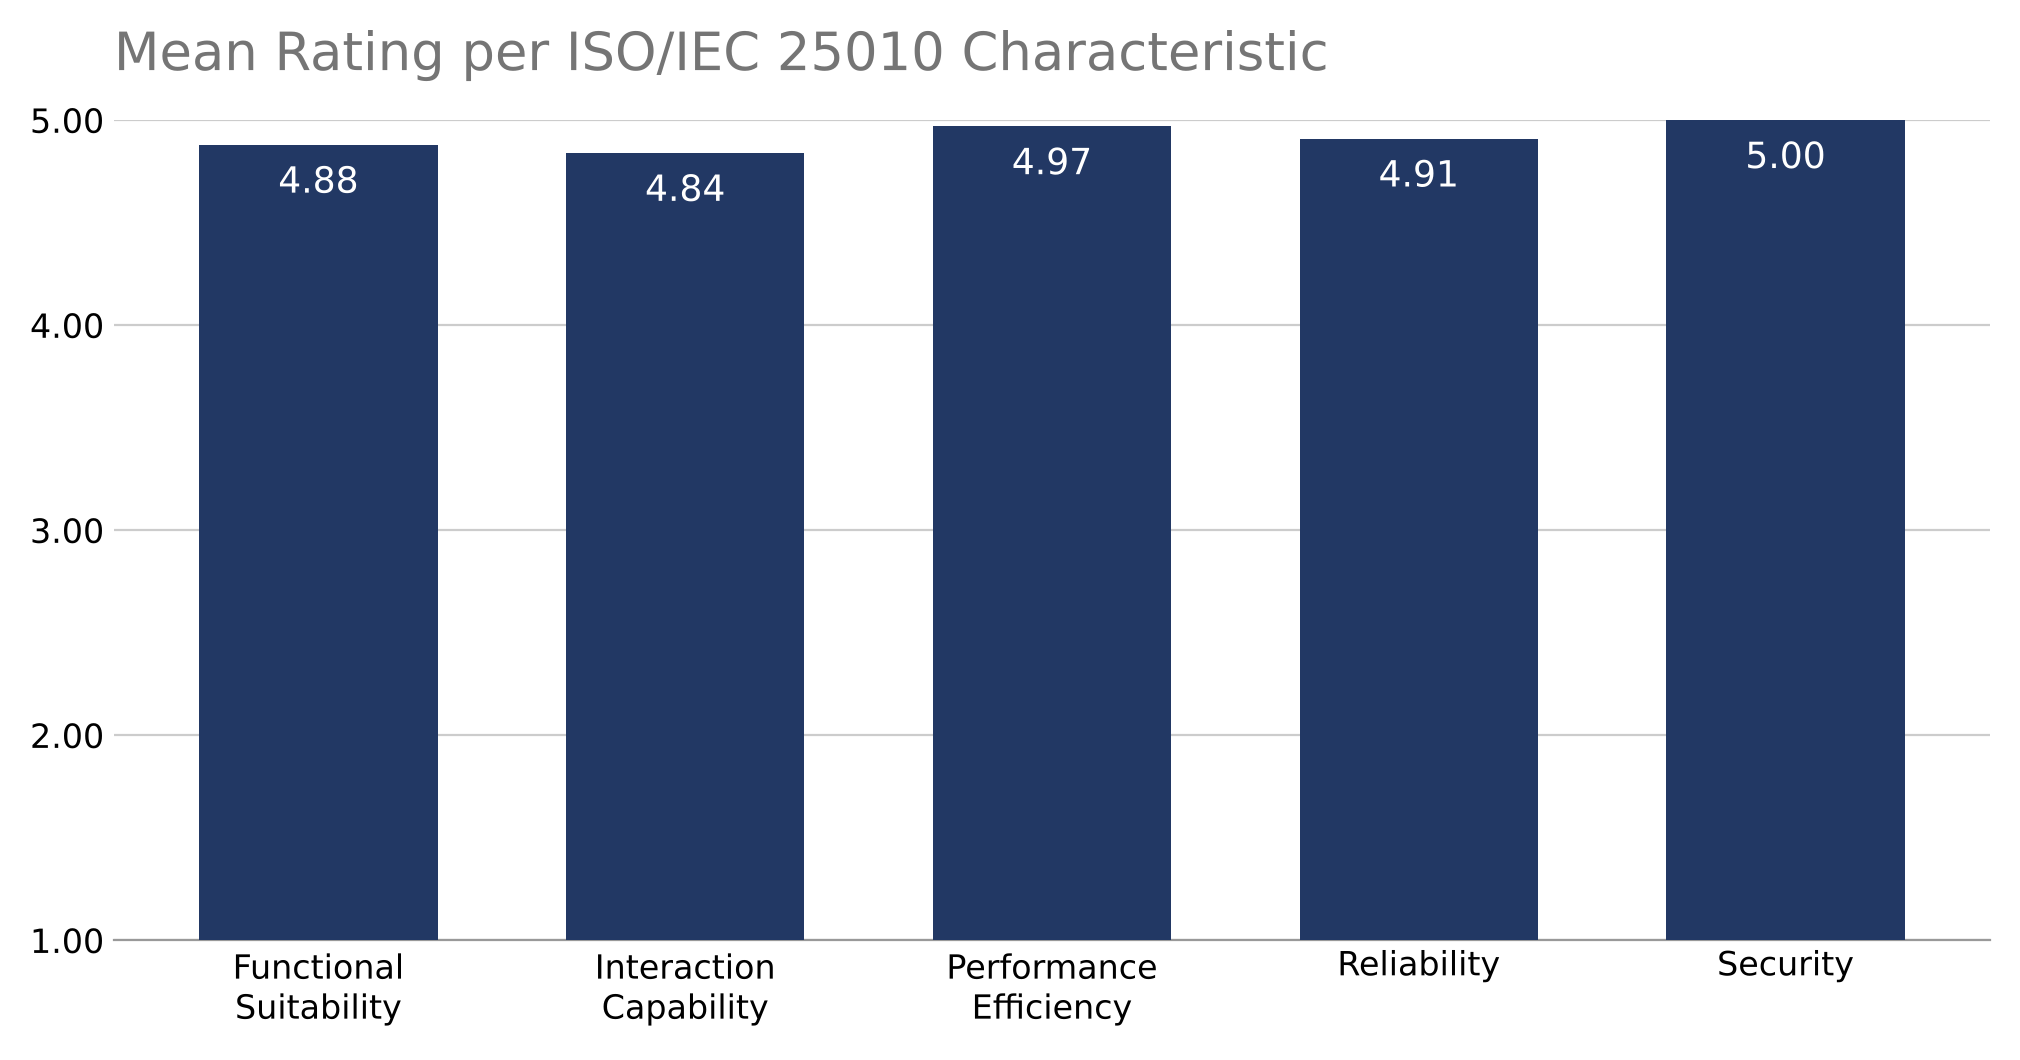 Mean Rating per ISO/IEC 25010 Characteristic
5.00
4.00
3.00
2.00
1.00
4.88
4.84
4.97
4.91
5.00
Functional
Suitability
Interaction
Capability
Performance
Efficiency
Reliability
Security